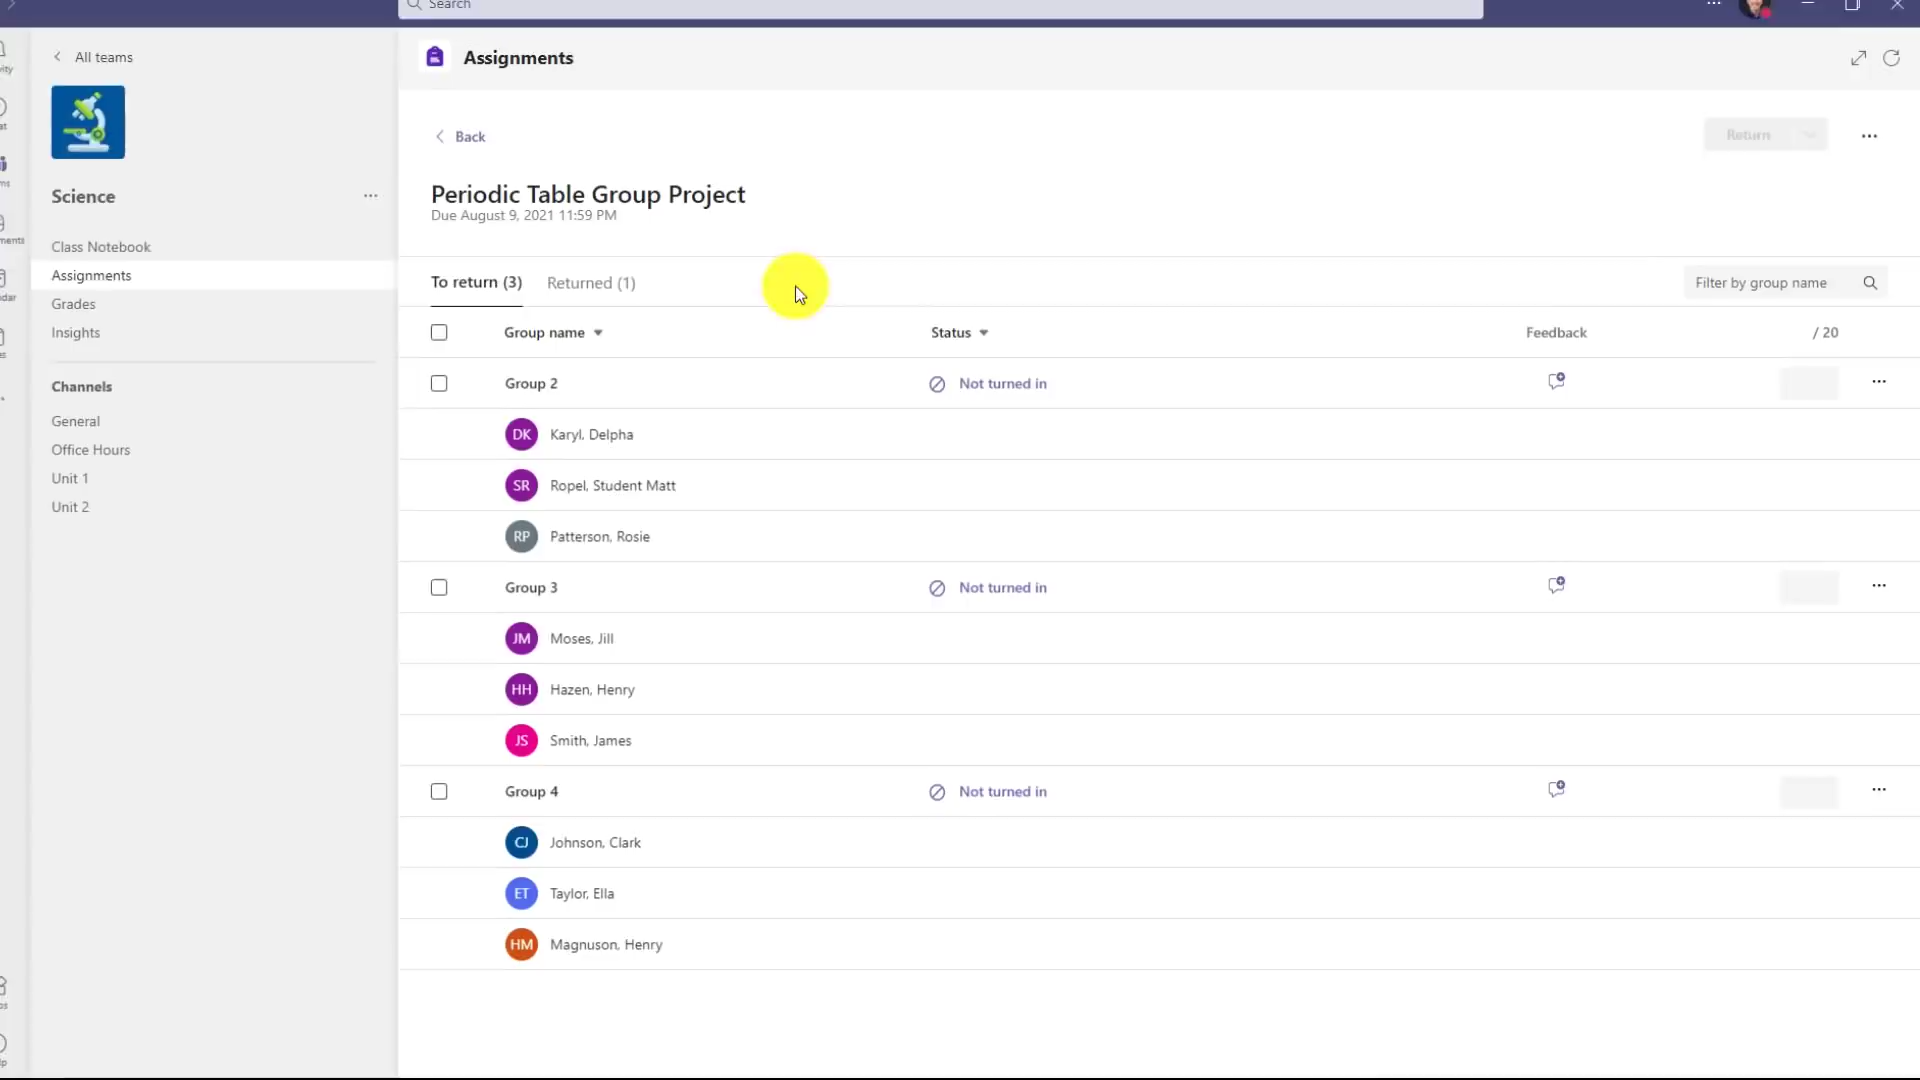 Search
All teams
Assignments
Back
Return
Science
Periodic Table Group Project
Due August 9, 2021 11:59 PM
Class Notebook
Assignments
Grades
Insights
To return (3)
Returned (1)
Filter by group name
Group name
Status
Feedback
/ 20
Channels
General
Office Hours
Unit 1
Unit 2
Group 2
Not turned in
DK Karyl, Delpha
SR Ropel, Student Matt
RP Patterson, Rosie
Group 3
Not turned in
JM Moses, Jill
HH Hazen, Henry
JS Smith, James
Group 4
Not turned in
CJ Johnson, Clark
ET Taylor, Ella
HM Magnuson, Henry